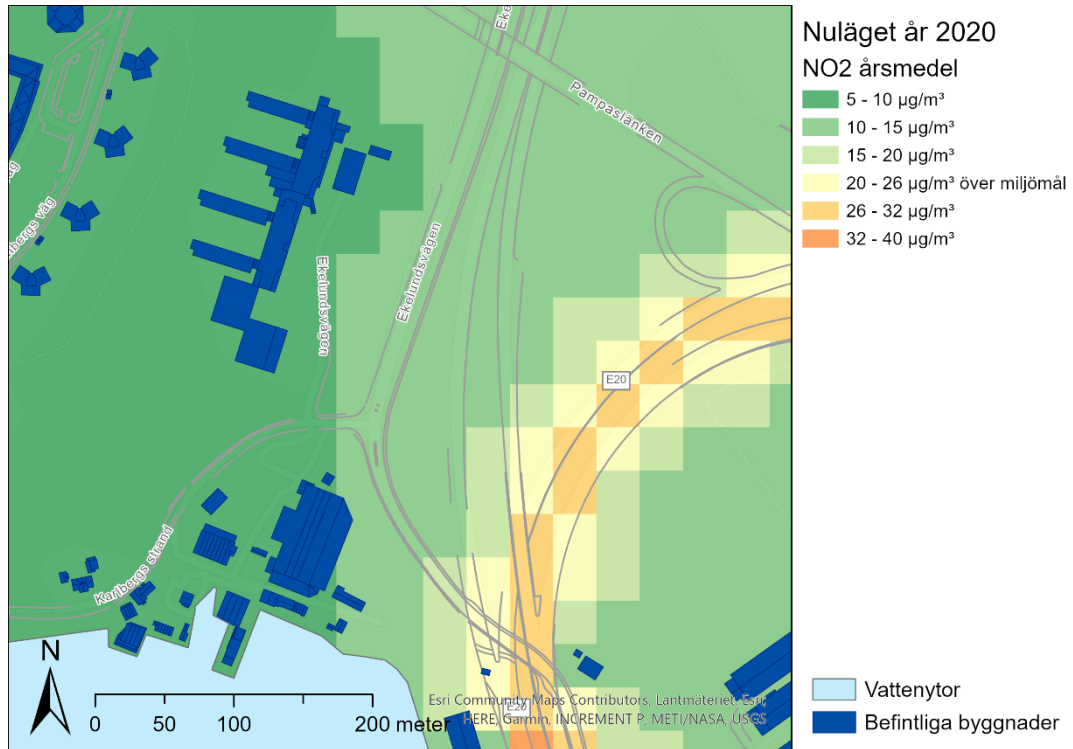 Nuläget år 2020
NO2 årsmedel
5 - 10 µg/m³
10 - 15 µg/m³
15 - 20 µg/m³
20 - 26 µg/m³ över miljömål
26 - 32 µg/m³
32 - 40 µg/m³
Pampaslänken
Ekelundsvägen
Ekelundsvägen
E20
Karlbergs strand
N
0 50 100 200 meter
Esri Community Maps Contributors, Lantmäteriet, Esri,
HERE, Garmin, INCREMENT P, METI/NASA, USGS
E20
Vattenytor
Befintliga byggnader